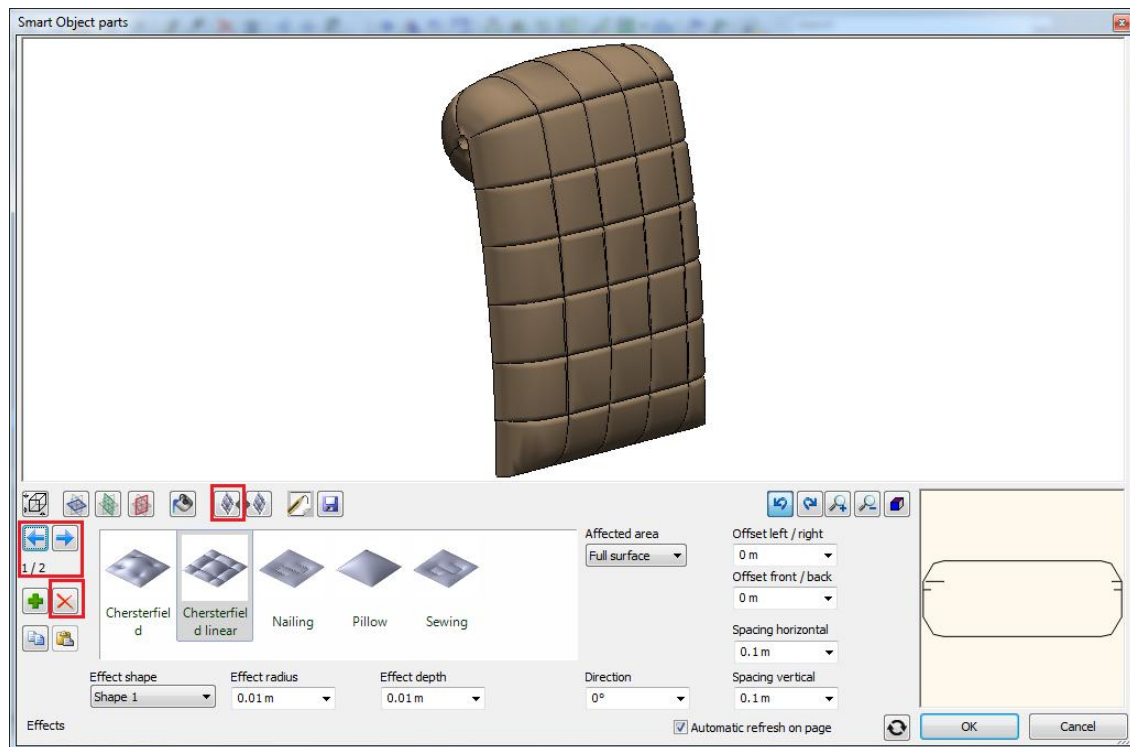 Smart Object parts
1 / 2
Chersterfiel
d
Chersterfiel
d linear
Nailing
Pillow
Sewing
Affected area
Full surface
Offset left / right
0 m
Offset front / back
0 m
Spacing horizontal
0.1 m
Effect shape
Shape 1
Effect radius
0.01 m
Effect depth
0.01 m
Direction
0°
Spacing vertical
0.1 m
Effects
Automatic refresh on page
OK
Cancel